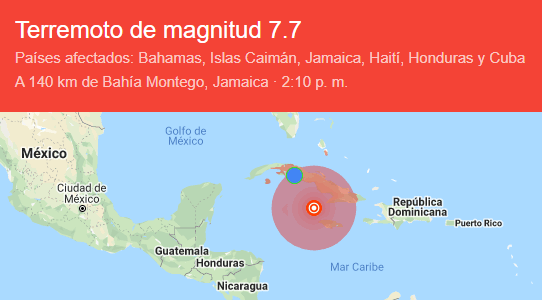 Terremoto de magnitud 7.7
Países afectados: Bahamas, Islas Caimán, Jamaica, Haití, Honduras y Cuba
A 140 km de Bahía Montego, Jamaica · 2:10 p. m.
Golfo de
México
México
Ciudad de
México
República
Dominicana
Puerto Rico
Guatemala
Honduras
Mar Caribe
Nicaragua